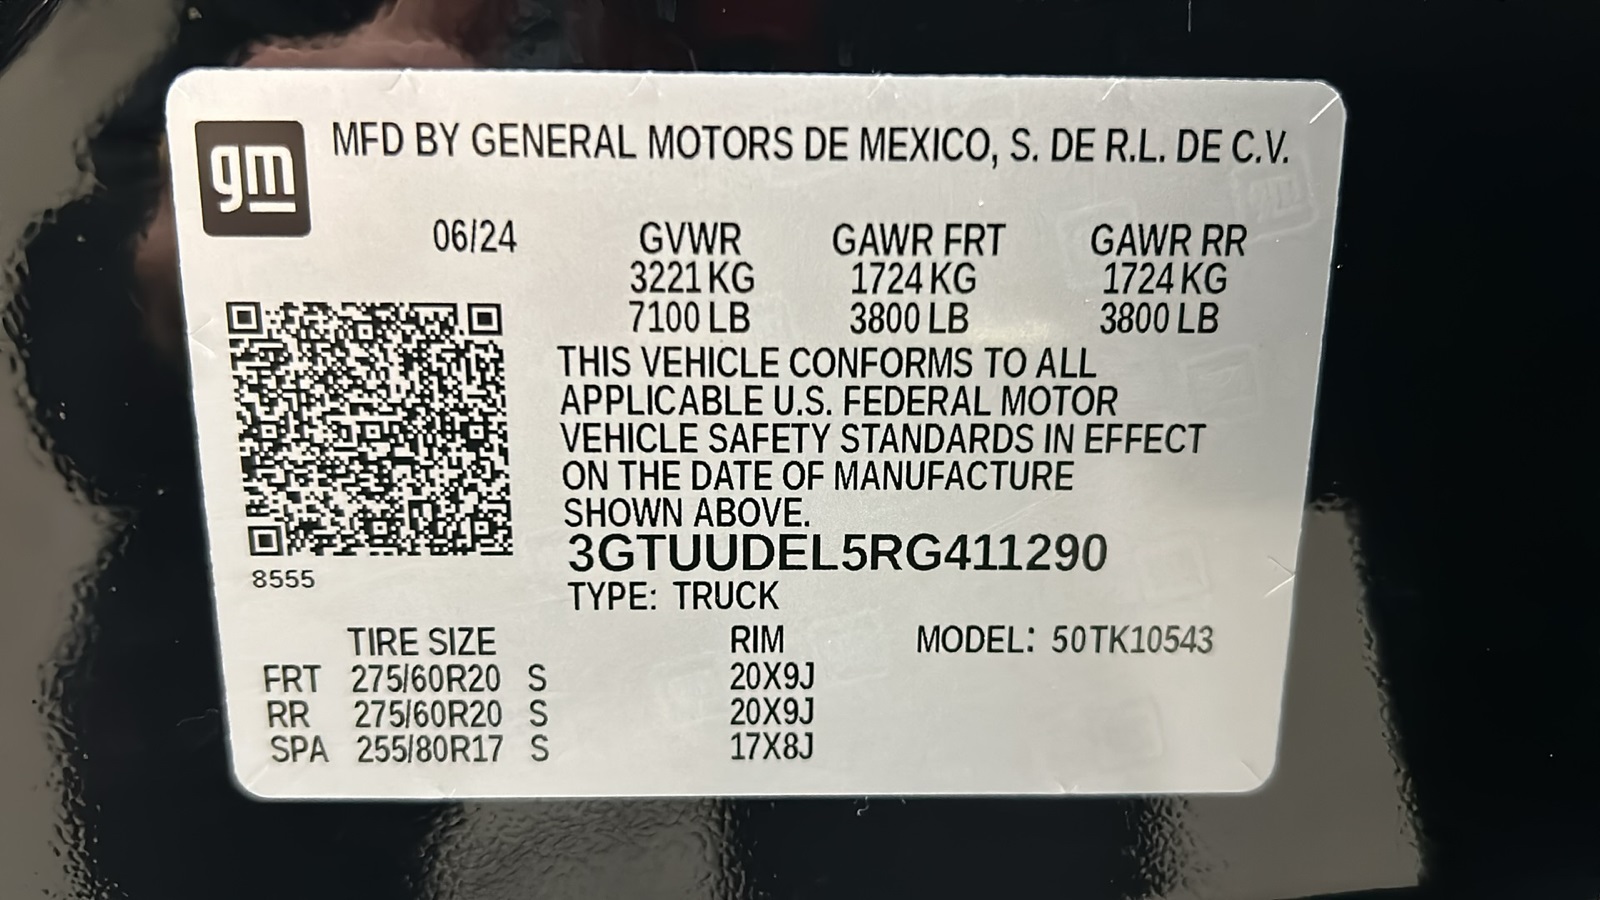 gm MFD BY GENERAL MOTORS DE MEXICO, S. DE R.L. DE C.V.
06/24 GVWR GAWR FRT GAWR RR
3221 KG 1724 KG 1724 KG
7100 LB 3800 LB 3800 LB
THIS VEHICLE CONFORMS TO ALL
APPLICABLE U.S. FEDERAL MOTOR
VEHICLE SAFETY STANDARDS IN EFFECT
ON THE DATE OF MANUFACTURE
SHOWN ABOVE.
3GTUUDEL5RG411290
8555
TYPE: TRUCK
TIRE SIZE RIM MODEL: 50TK10543
FRT 275/60R20 S 20X9J
RR 275/60R20 S 20X9J
SPA 255/80R17 S 17X8J